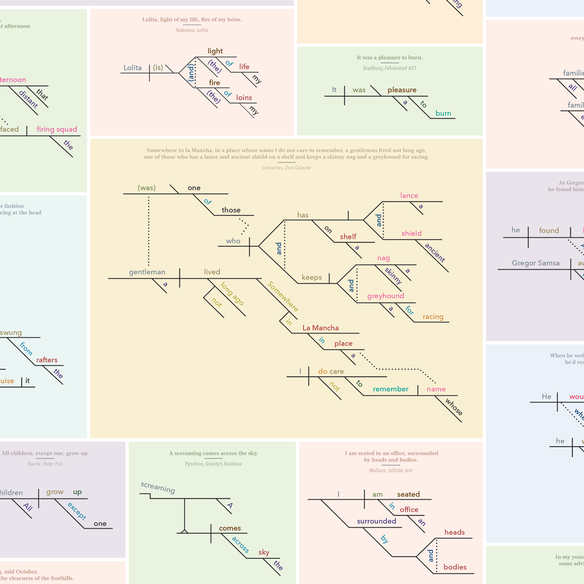 t afternoon
ternoon
distant
that
faced
firing squad
the
Lolita, light of my life, fire of my loins.
Nabokov, Lolita
Lolita
(is)
(and)
light
(the)
of
life
my
fire
(the)
of
loins
my
It was a pleasure to burn.
Bradbury, Fahrenheit 451
It
was
pleasure
a
to
burn
every
familie
all
famil
e
Somewhere in la Mancha, in a place whose name I do not care to remember, a gentleman lived not long ago,
one of those who has a lance and ancient shield on a shelf and keeps a skinny nag and a greyhound for racing.
Cervantes, Don Quixote
(was)
one
of
those
who
and
has
on
shelf
a
and
lance
a
shield
ancient
keeps
and
nag
a
skinny
greyhound
a
for
racing
gentleman
a
lived
not
long ago
Somewhere
in
La Mancha
in
place
a
I
do care
not
to
remember
name
whose
As Grego
he found him
he
found
Gregor Samsa
aw
e fashion
king at the head
swung
from
rafters
the
uise
it
When he wok
he'd rea
He
wou
whe
he
w
All children, except one, grow up.
Barrie, Peter Pan
hildren
All
grow
up
except
one
A screaming comes across the sky.
Pynchon, Gravity's Rainbow
screaming
A
comes
across
sky
the
I am seated in an office, surrounded
by heads and bodies.
Wallace, Infinite Jest
I
am
seated
in
office
an
surrounded
by
and
heads
bodies
g, mid October.
the clearness of the foothills.
In my youn
some advi